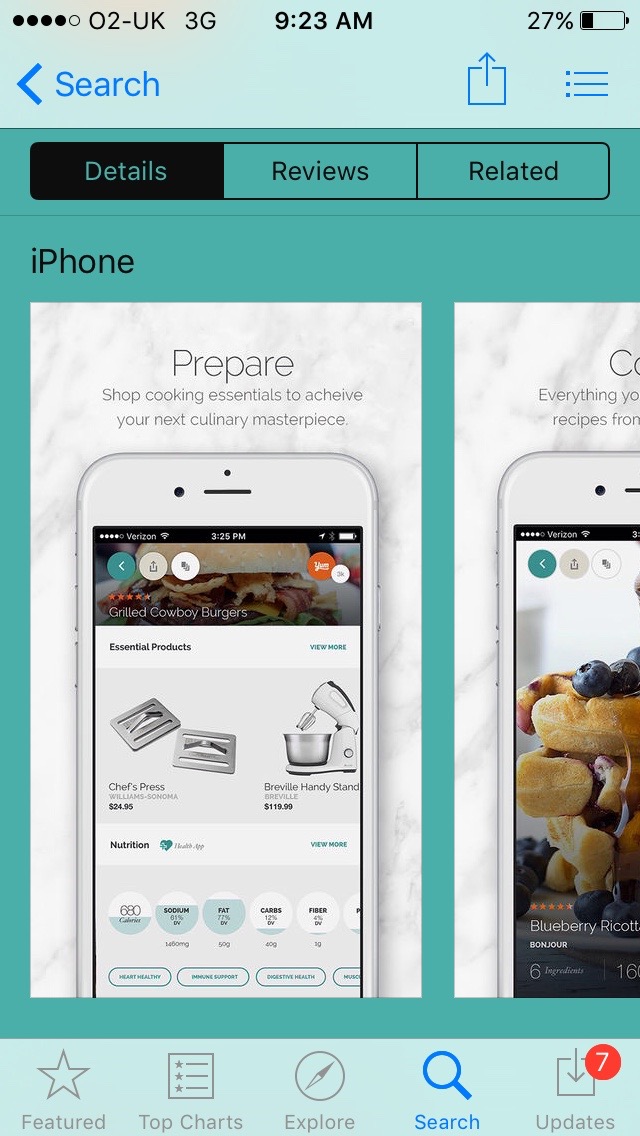 O2-UK 3G 9:23 AM 27%
Search
Details Reviews Related
iPhone
Prepare
Shop cooking essentials to acheive
your next culinary masterpiece.
Verizon 3:25 PM
Yum
3k
Grilled Cowboy Burgers
Essential Products VIEW MORE
Chef's Press
WILLIAMS-SONOMA
$24.95
Breville Handy Stand
BREVILLE
$119.99
Nutrition Health App VIEW MORE
680
Calories
SODIUM
61%
DV
1460mg
FAT
77%
DV
50g
CARBS
12%
DV
40g
FIBER
4%
DV
1g
P
HEART HEALTHY IMMUNE SUPPORT DIGESTIVE HEALTH MUSC
Co
Everything yo
recipes from
Verizon 3:
Blueberry Ricott
BONJOUR
6 Ingredients 160
Featured Top Charts Explore Search Updates
7